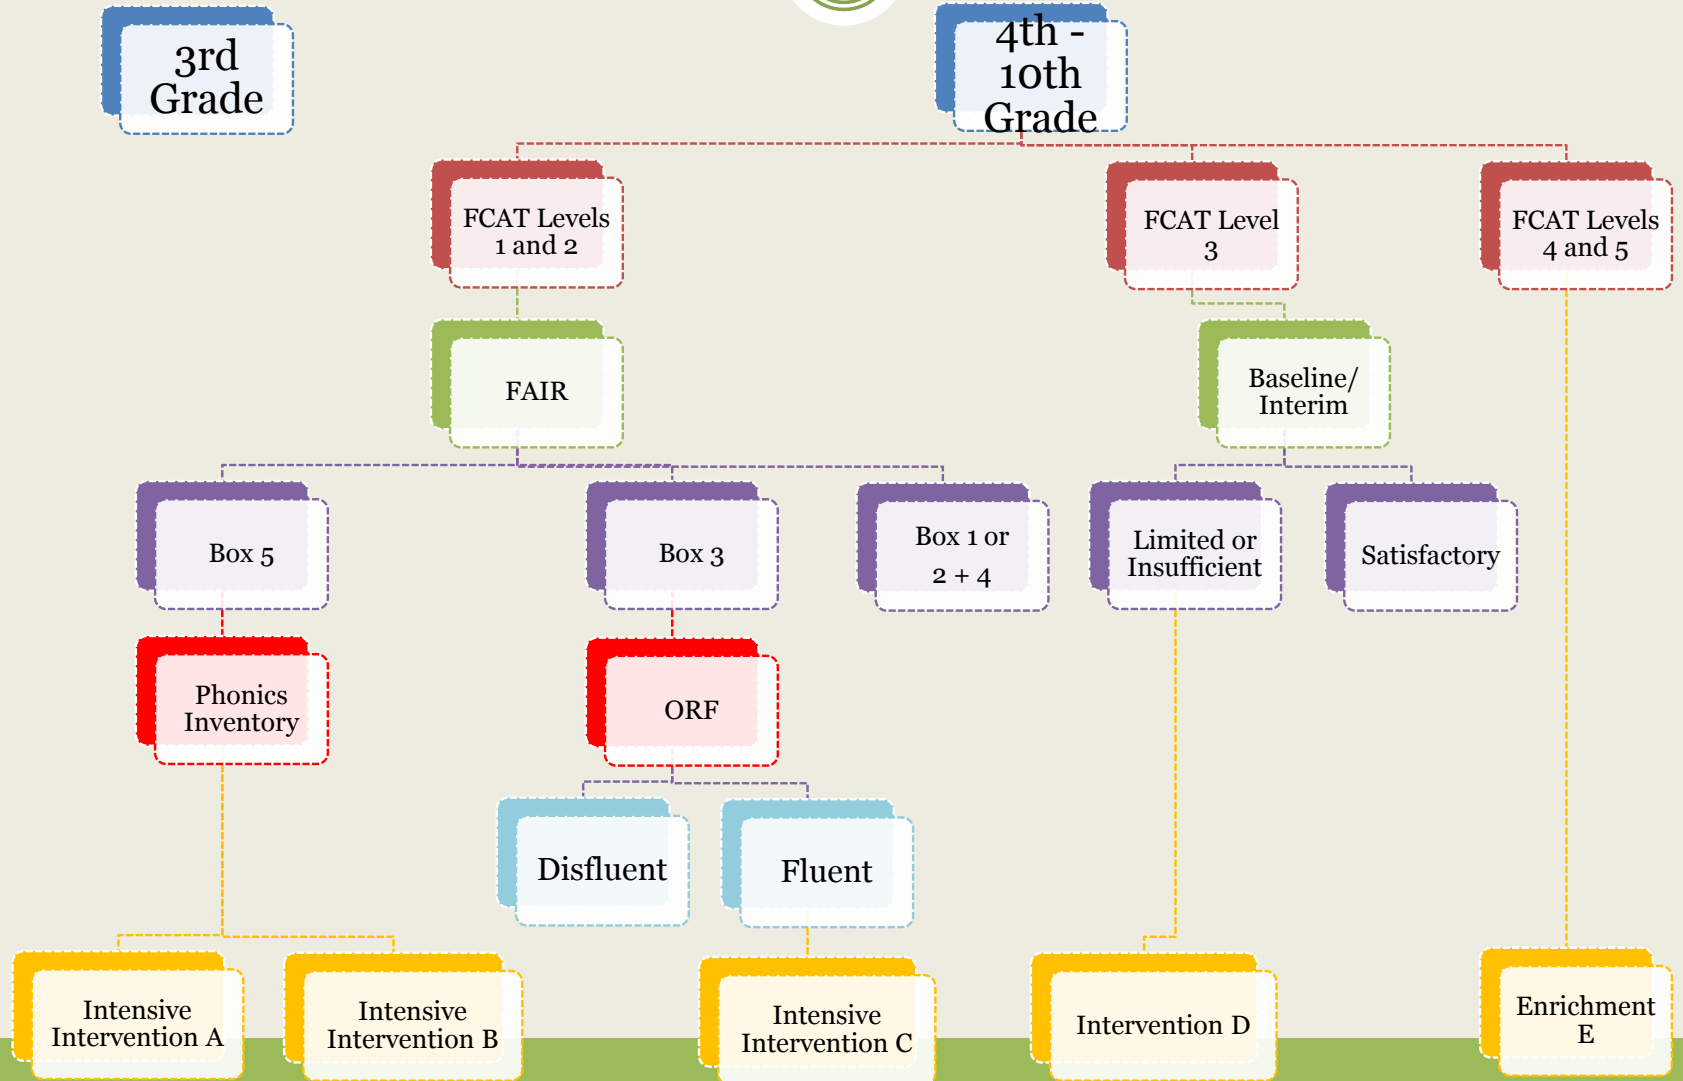 3rd
Grade
4th -
10th
Grade
FCAT Levels
1 and 2
FCAT Level
3
FCAT Levels
4 and 5
FAIR
Baseline/
Interim
Box 5
Box 3
Box 1 or
2 + 4
Limited or
Insufficient
Satisfactory
Phonics
Inventory
ORF
Disfluent
Fluent
Intensive
Intervention A
Intensive
Intervention B
Intensive
Intervention C
Intervention D
Enrichment
E